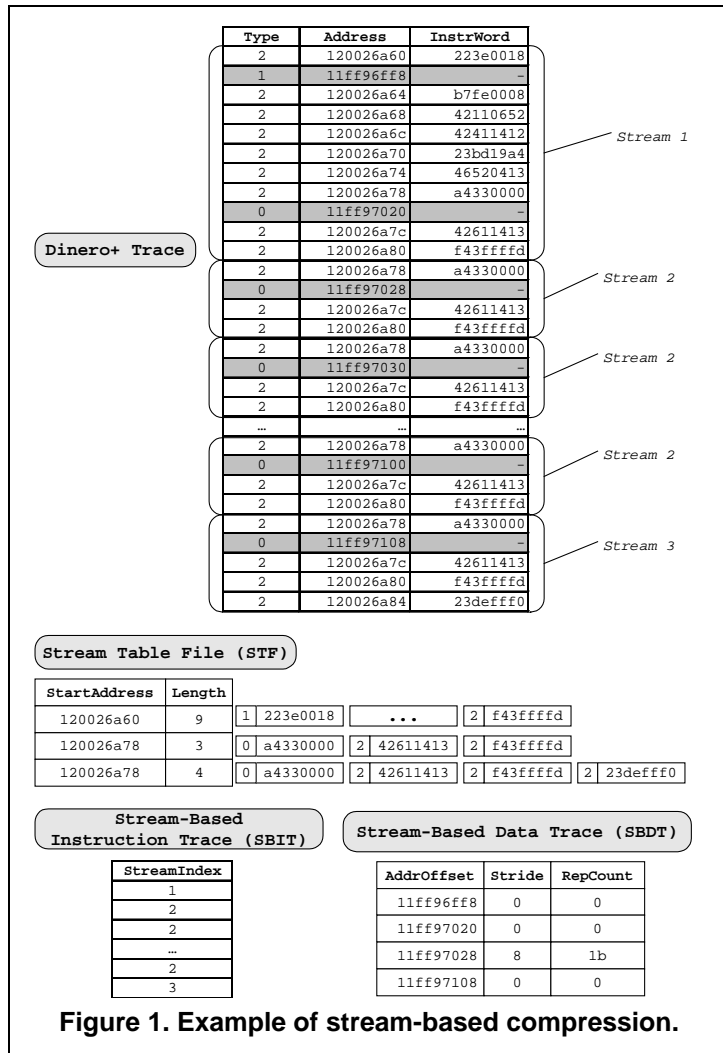 Type Address InstrWord
2 120026a60 223e0018
1 11ff96ff8 -
2 120026a64 b7fe0008
2 120026a68 42110652
2 120026a6c 42411412
Stream 1
2 120026a70 23bd19a4
2 120026a74 46520413
2 120026a78 a4330000
0 11ff97020 -
2 120026a7c 42611413
Dinero+ Trace
2 120026a80 f43ffffd
2 120026a78 a4330000
0 11ff97028 -
Stream 2
2 120026a7c 42611413
2 120026a80 f43ffffd
2 120026a78 a4330000
0 11ff97030 -
Stream 2
2 120026a7c 42611413
2 120026a80 f43ffffd
… … …
2 120026a78 a4330000
0 11ff97100 -
Stream 2
2 120026a7c 42611413
2 120026a80 f43ffffd
2 120026a78 a4330000
0 11ff97108 -
Stream 3
2 120026a7c 42611413
2 120026a80 f43ffffd
2 120026a84 23defff0
Stream Table File (STF)
StartAddress Length
120026a60 9 1 223e0018 ... 2 f43ffffd
120026a78 3 0 a4330000 2 42611413 2 f43ffffd
120026a78 4 0 a4330000 2 42611413 2 f43ffffd 2 23defff0
Stream-Based
Instruction Trace (SBIT)
StreamIndex
1
2
2
…
2
3
Stream-Based Data Trace (SBDT)
AddrOffset Stride RepCount
11ff96ff8 0 0
11ff97020 0 0
11ff97028 8 1b
11ff97108 0 0
Figure 1. Example of stream-based compression.